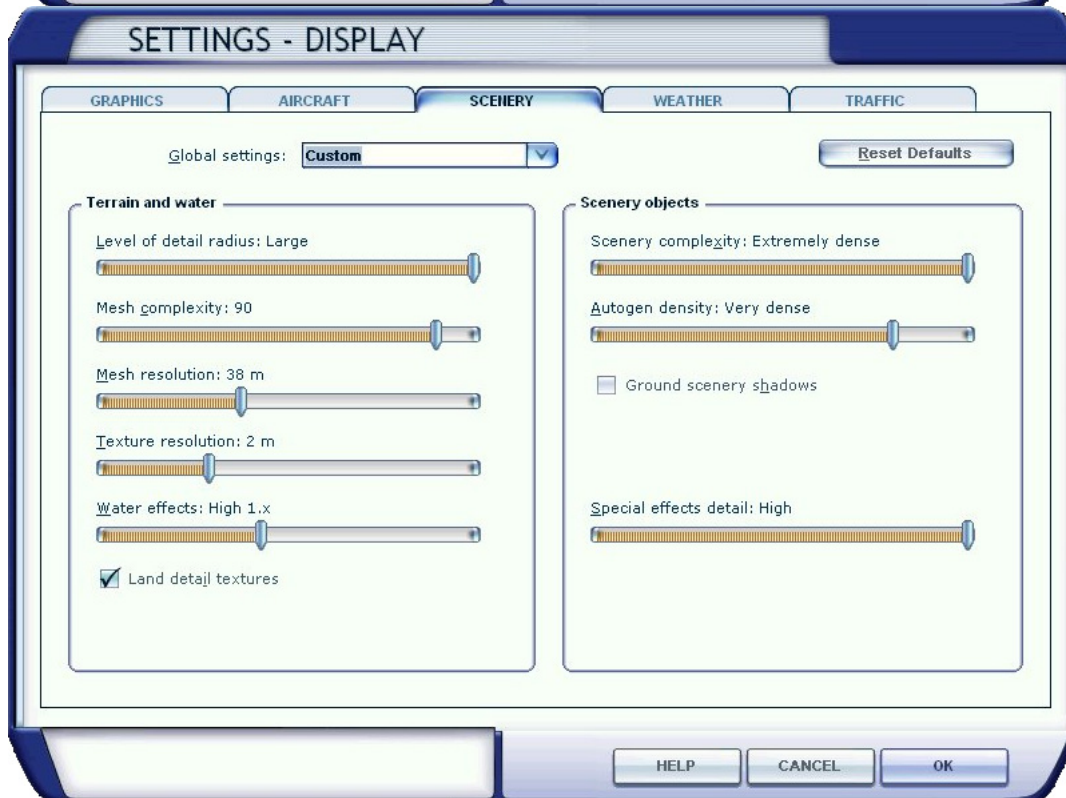 SETTINGS - DISPLAY
GRAPHICS AIRCRAFT SCENERY WEATHER TRAFFIC
Global settings: Custom Reset Defaults
Terrain and water
Level of detail radius: Large
Mesh complexity: 90
Mesh resolution: 38 m
Texture resolution: 2 m
Water effects: High 1.x
Land detail textures
Scenery objects
Scenery complexity: Extremely dense
Autogen density: Very dense
Ground scenery shadows
Special effects detail: High
HELP CANCEL OK